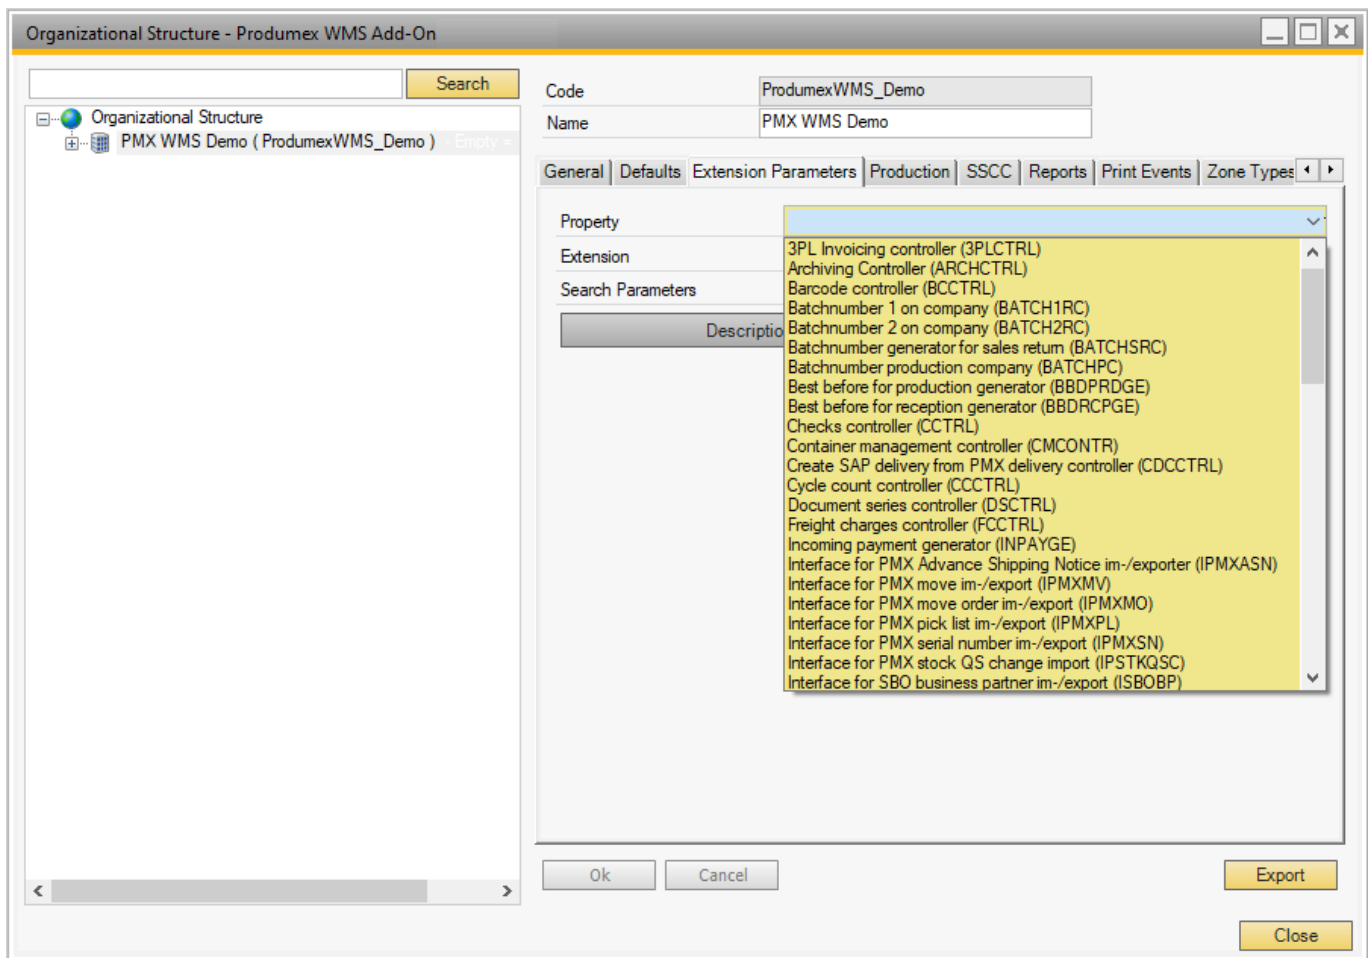 Organizational Structure - Produmex WMS Add-On
Search
Organizational Structure
PMX WMS Demo ( ProdumexWMS_Demo ) - Empty =
Code ProdumexWMS_Demo
Name PMX WMS Demo
General Defaults Extension Parameters Production SSCC Reports Print Events Zone Types
Property
Extension
Search Parameters
Descriptio
3PL Invoicing controller (3PLCTRL)
Archiving Controller (ARCHCTRL)
Barcode controller (BCCTRL)
Batchnumber 1 on company (BATCH1RC)
Batchnumber 2 on company (BATCH2RC)
Batchnumber generator for sales return (BATCHSRC)
Batchnumber production company (BATCHPC)
Best before for production generator (BBDPRDGE)
Best before for reception generator (BBDRCPGE)
Checks controller (CCTRL)
Container management controller (CMCONTR)
Create SAP delivery from PMX delivery controller (CDCCTRL)
Cycle count controller (CCCTRL)
Document series controller (DSCTRL)
Freight charges controller (FCCTRL)
Incoming payment generator (INPAYGE)
Interface for PMX Advance Shipping Notice im-/exporter (IPMXASN)
Interface for PMX move im-/export (IPMXMV)
Interface for PMX move order im-/export (IPMXMO)
Interface for PMX pick list im-/export (IPMXPL)
Interface for PMX serial number im-/export (IPMXSN)
Interface for PMX stock QS change import (IPSTKQSC)
Interface for SBO business partner im-/export (ISBOBP)
Ok Cancel Export
Close